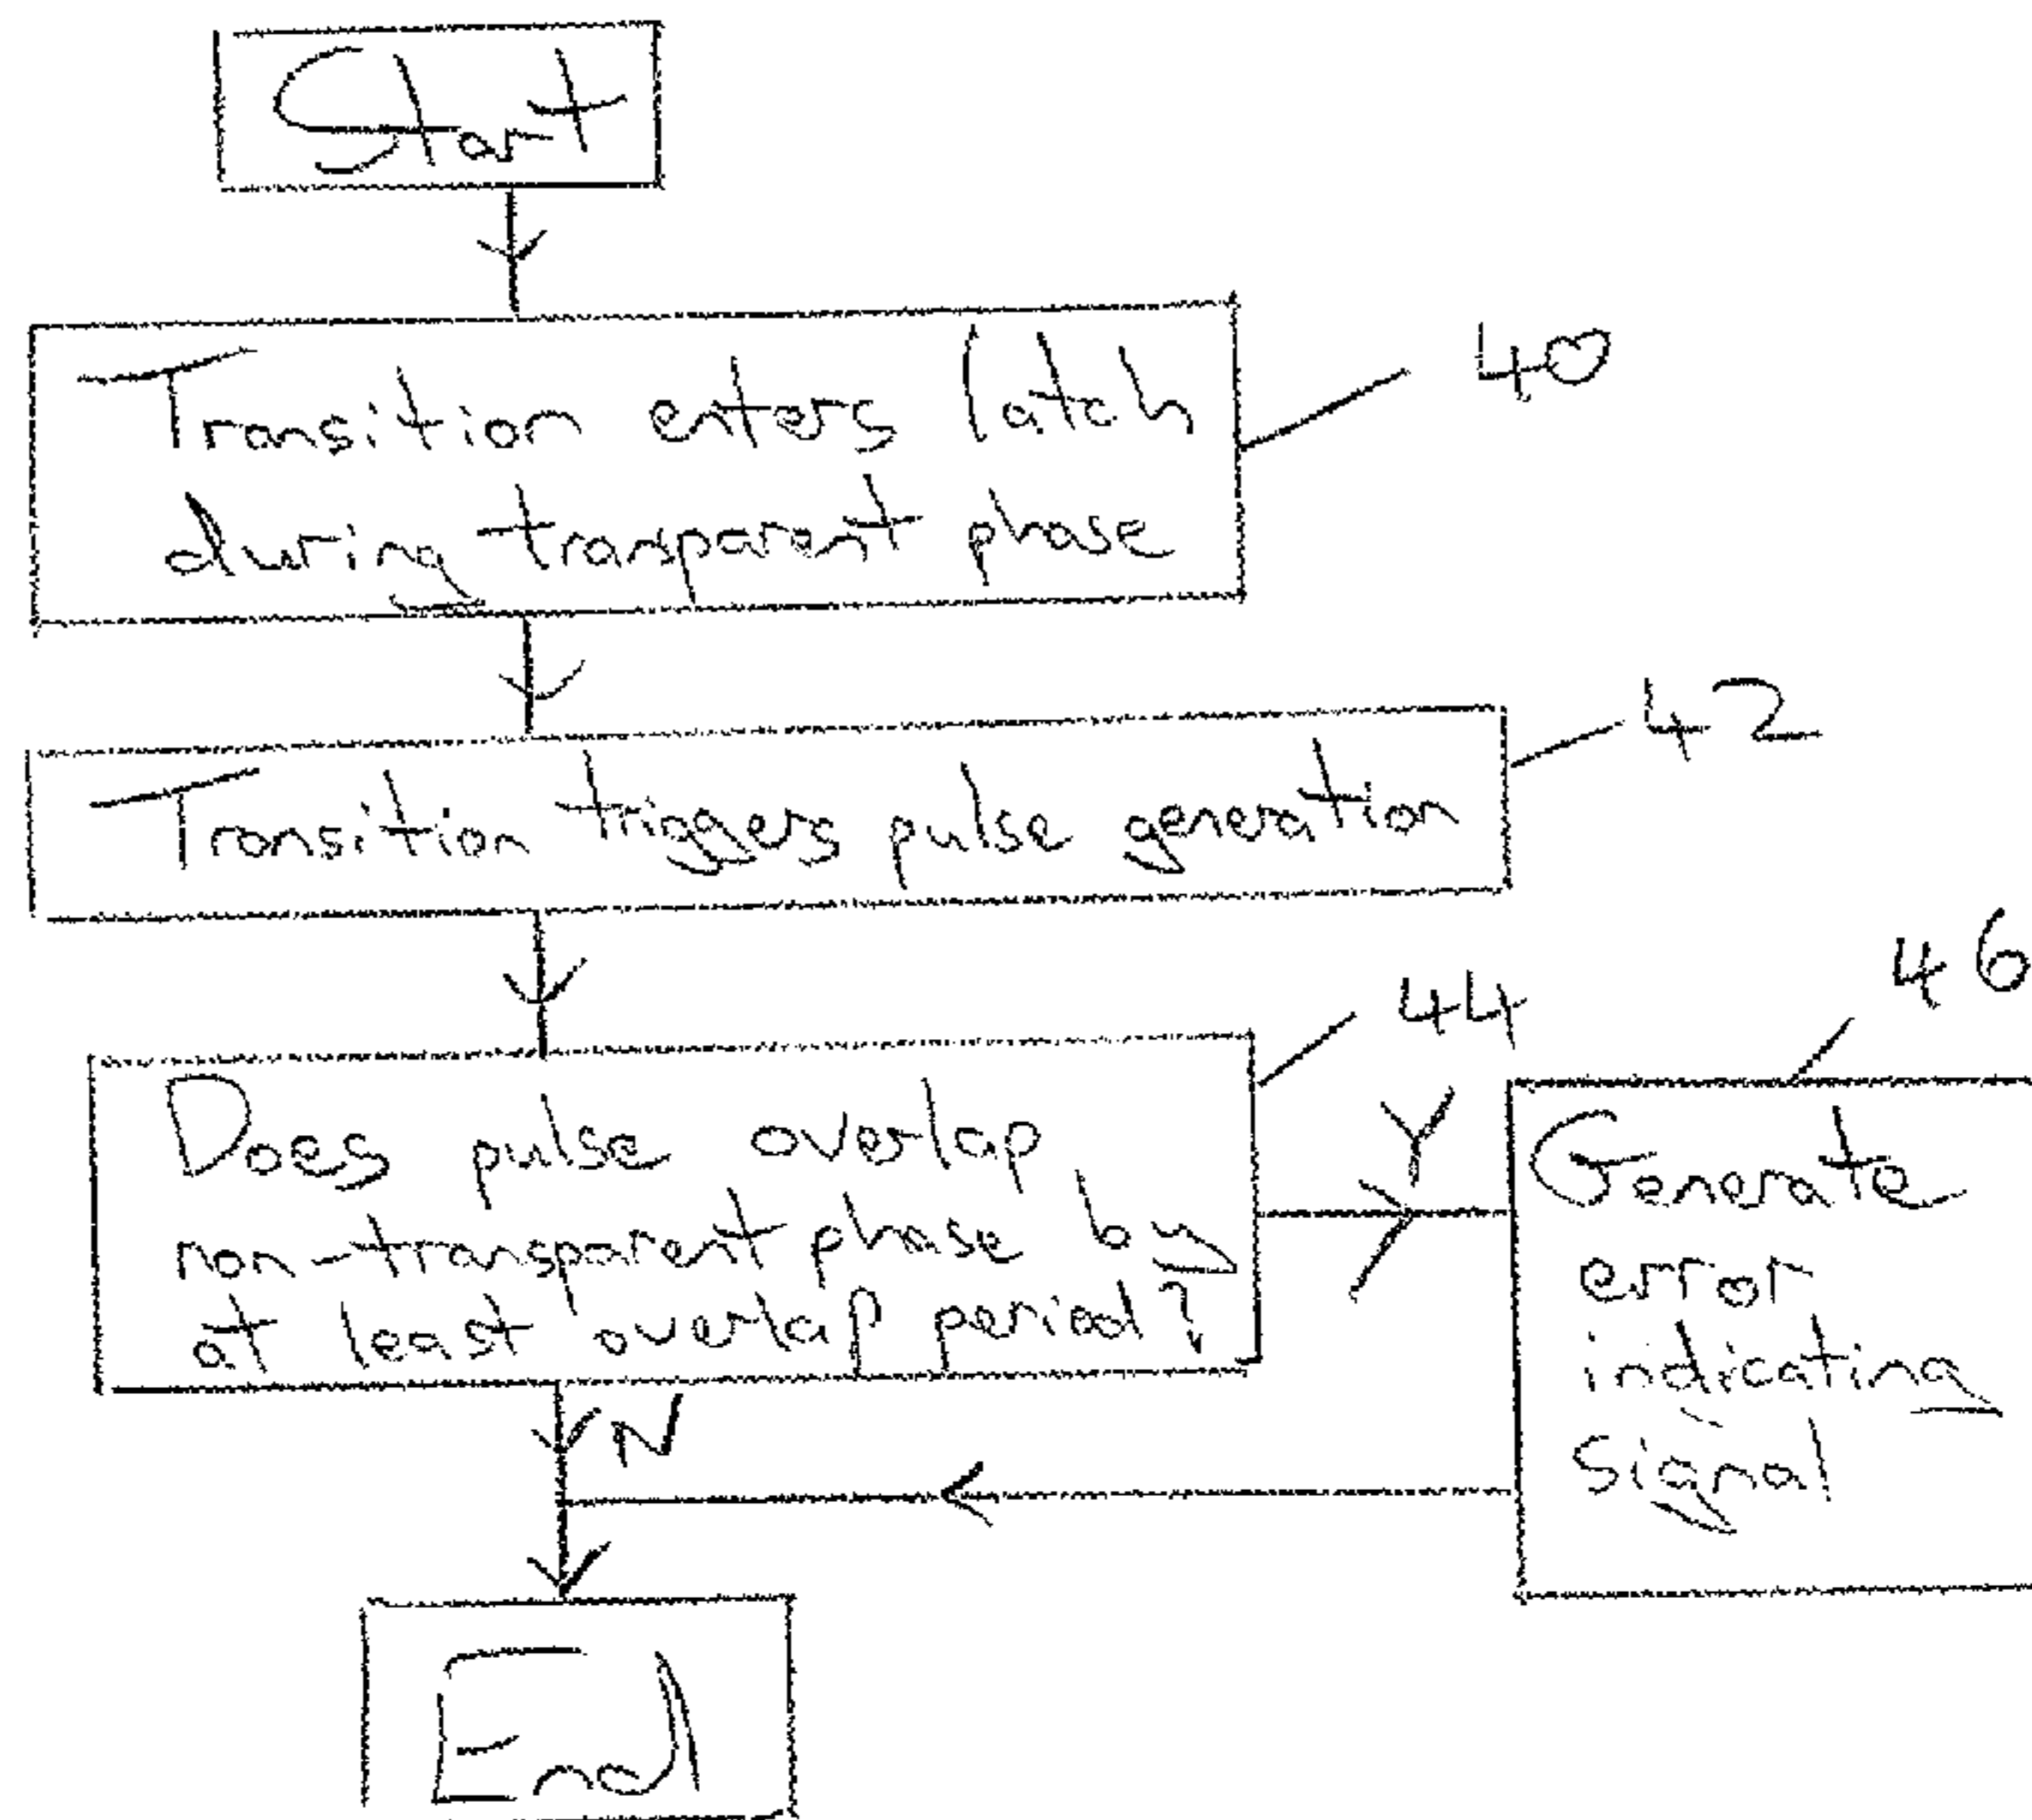 Start
Transition enters latch
during transparent phase
40
Transition triggers pulse generation
42
Does pulse overlap
non-transparent phase by
at least overlap period?
44
Y
46
Generate
error
indicating
signal
N
End